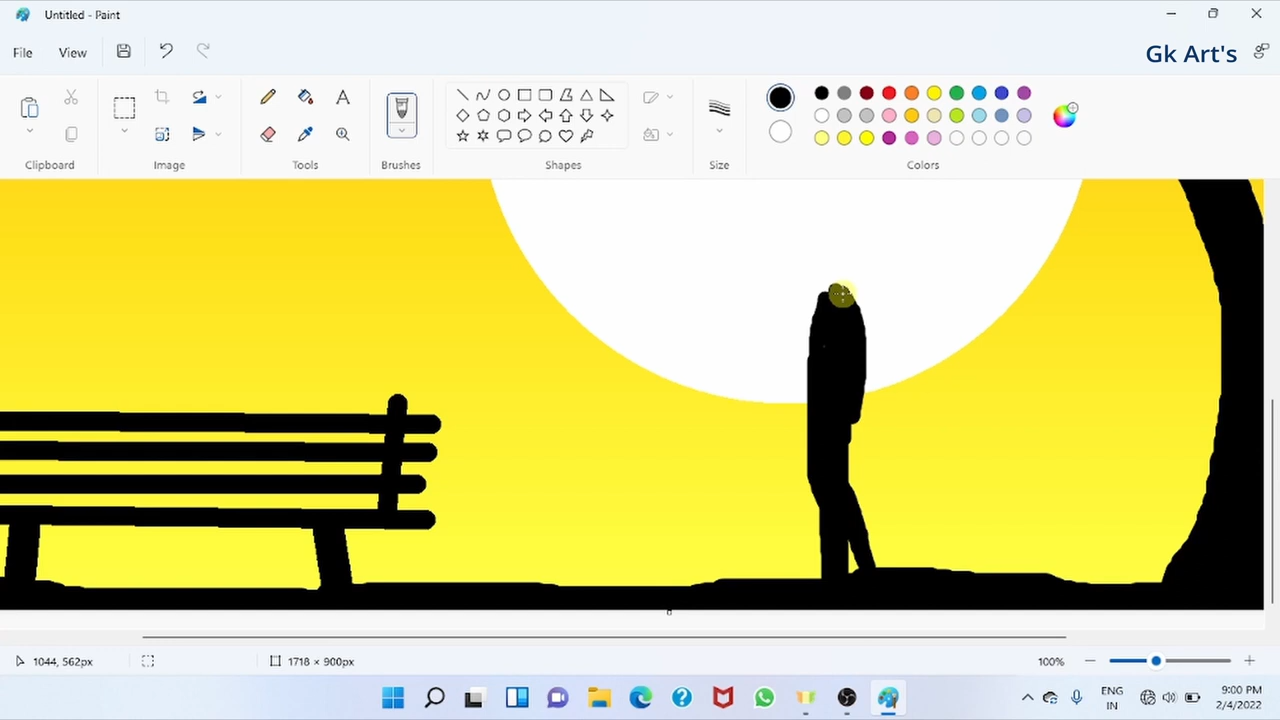 Untitled - Paint
File View
Gk Art's
A
Clipboard Image Tools Brushes Shapes Size Colors
1044, 562px 1718 × 900px 100%
ENG 9:00 PM
IN 2/4/2022